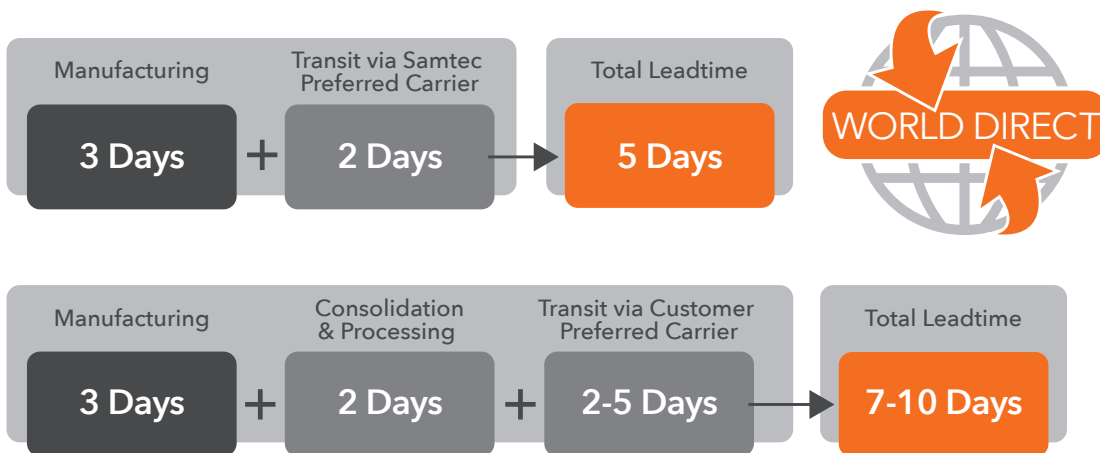 Manufacturing
Transit via Samtec
Preferred Carrier
Total Leadtime
3 Days
+
2 Days
5 Days
WORLD DIRECT
Manufacturing
Consolidation
& Processing
Transit via Customer
Preferred Carrier
Total Leadtime
3 Days
+
2 Days
+
2-5 Days
7-10 Days